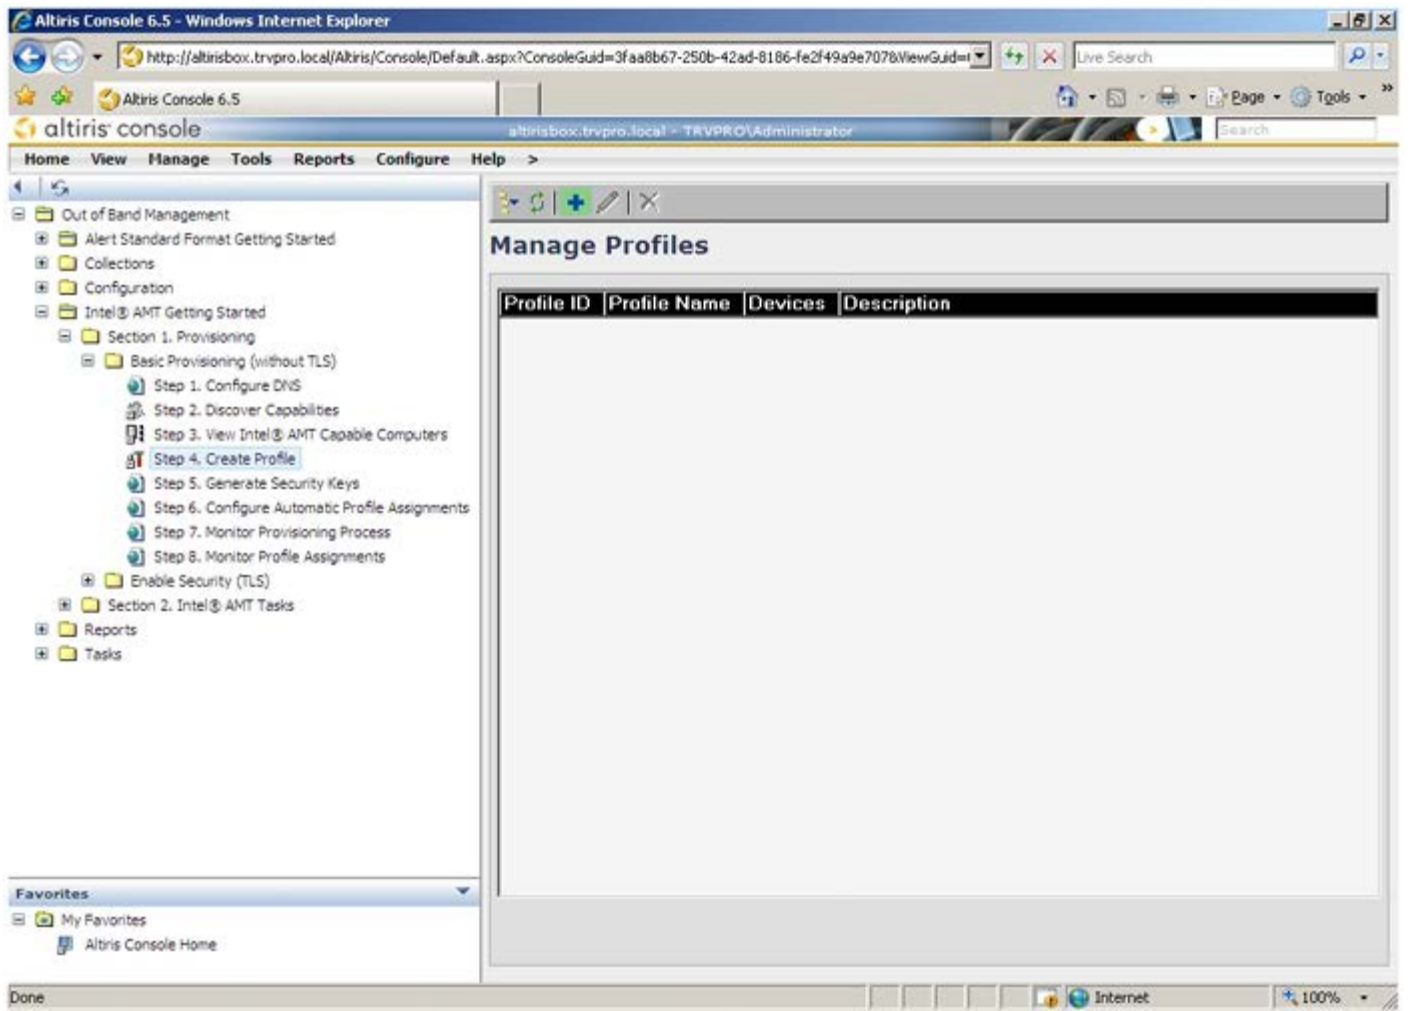 Altiris Console 6.5 - Windows Internet Explorer
http://altirisbox.trvpro.local/Altiris/Console/Default.aspx?ConsoleGuid=3faa8b67-250b-42ad-8186-fe2f49a9e707&ViewGuid=
Live Search
Altiris Console 6.5
Page
Tools
altiris console
altirisbox.trvpro.local - TRVPRO\Administrator
Search
Home View Manage Tools Reports Configure Help >
Out of Band Management
Alert Standard Format Getting Started
Collections
Configuration
Intel® AMT Getting Started
Section 1. Provisioning
Basic Provisioning (without TLS)
Step 1. Configure DNS
Step 2. Discover Capabilities
Step 3. View Intel® AMT Capable Computers
Step 4. Create Profile
Step 5. Generate Security Keys
Step 6. Configure Automatic Profile Assignments
Step 7. Monitor Provisioning Process
Step 8. Monitor Profile Assignments
Enable Security (TLS)
Section 2. Intel® AMT Tasks
Reports
Tasks
Manage Profiles
Profile ID Profile Name Devices Description
Favorites
My Favorites
Altiris Console Home
Done
Internet
100%